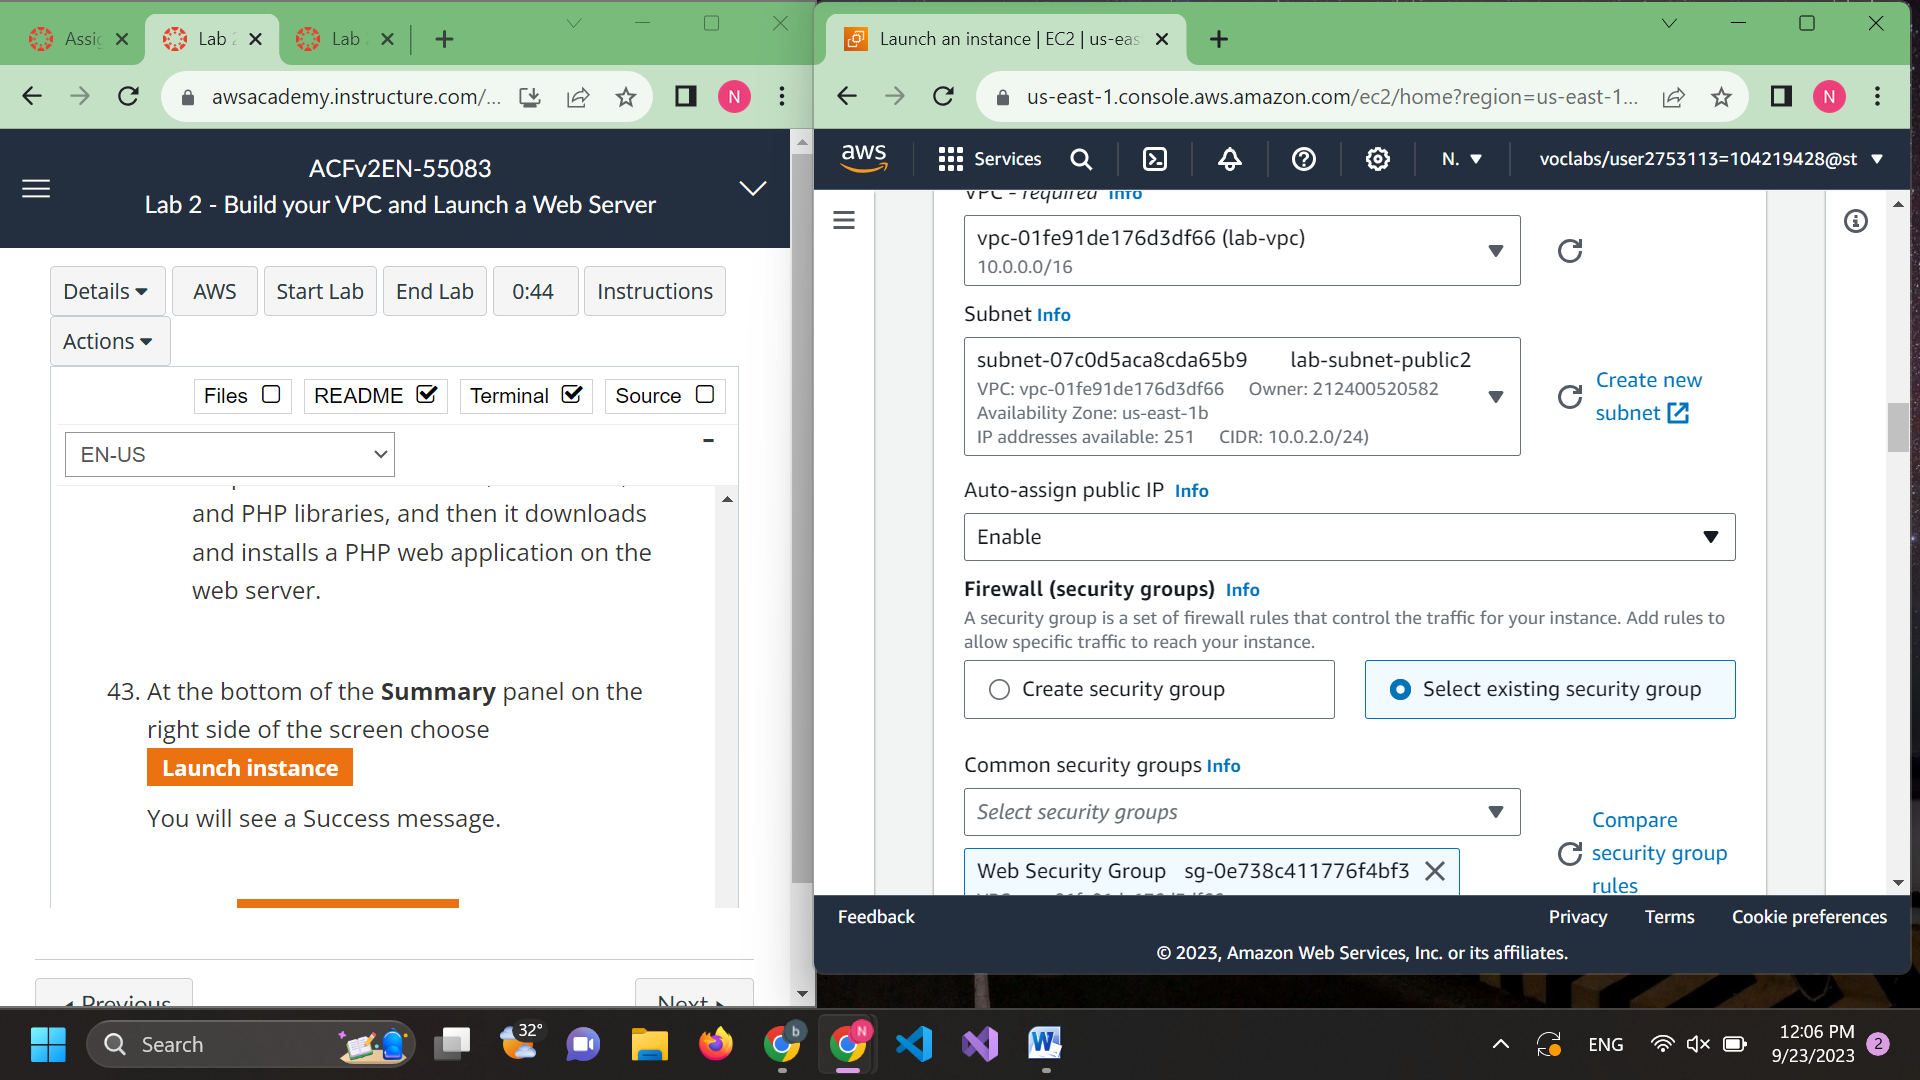 Assig
Lab 2
Lab
awsacademy.instructure.com/...
N
ACFv2EN-55083
Lab 2 - Build your VPC and Launch a Web Server
Details
AWS
Start Lab
End Lab
0:44
Instructions
Actions
Files
README
Terminal
Source
EN-US
and PHP libraries, and then it downloads
and installs a PHP web application on the
web server.
43. At the bottom of the Summary panel on the
right side of the screen choose
Launch instance
You will see a Success message.
Previous
Next
Launch an instance | EC2 | us-eas
us-east-1.console.aws.amazon.com/ec2/home?region=us-east-1...
N
aws
Services
N.
voclabs/user2753113=104219428@st
VPC - required Info
vpc-01fe91de176d3df66 (lab-vpc)
10.0.0.0/16
Subnet Info
subnet-07c0d5aca8cda65b9 lab-subnet-public2
VPC: vpc-01fe91de176d3df66 Owner: 212400520582
Availability Zone: us-east-1b
IP addresses available: 251 CIDR: 10.0.2.0/24)
Create new
subnet
Auto-assign public IP Info
Enable
Firewall (security groups) Info
A security group is a set of firewall rules that control the traffic for your instance. Add rules to
allow specific traffic to reach your instance.
Create security group
Select existing security group
Common security groups Info
Select security groups
Web Security Group sg-0e738c411776f4bf3
Compare
security group
rules
Feedback
Privacy
Terms
Cookie preferences
© 2023, Amazon Web Services, Inc. or its affiliates.
Search
32°
b
N
W
ENG
12:06 PM
9/23/2023
2